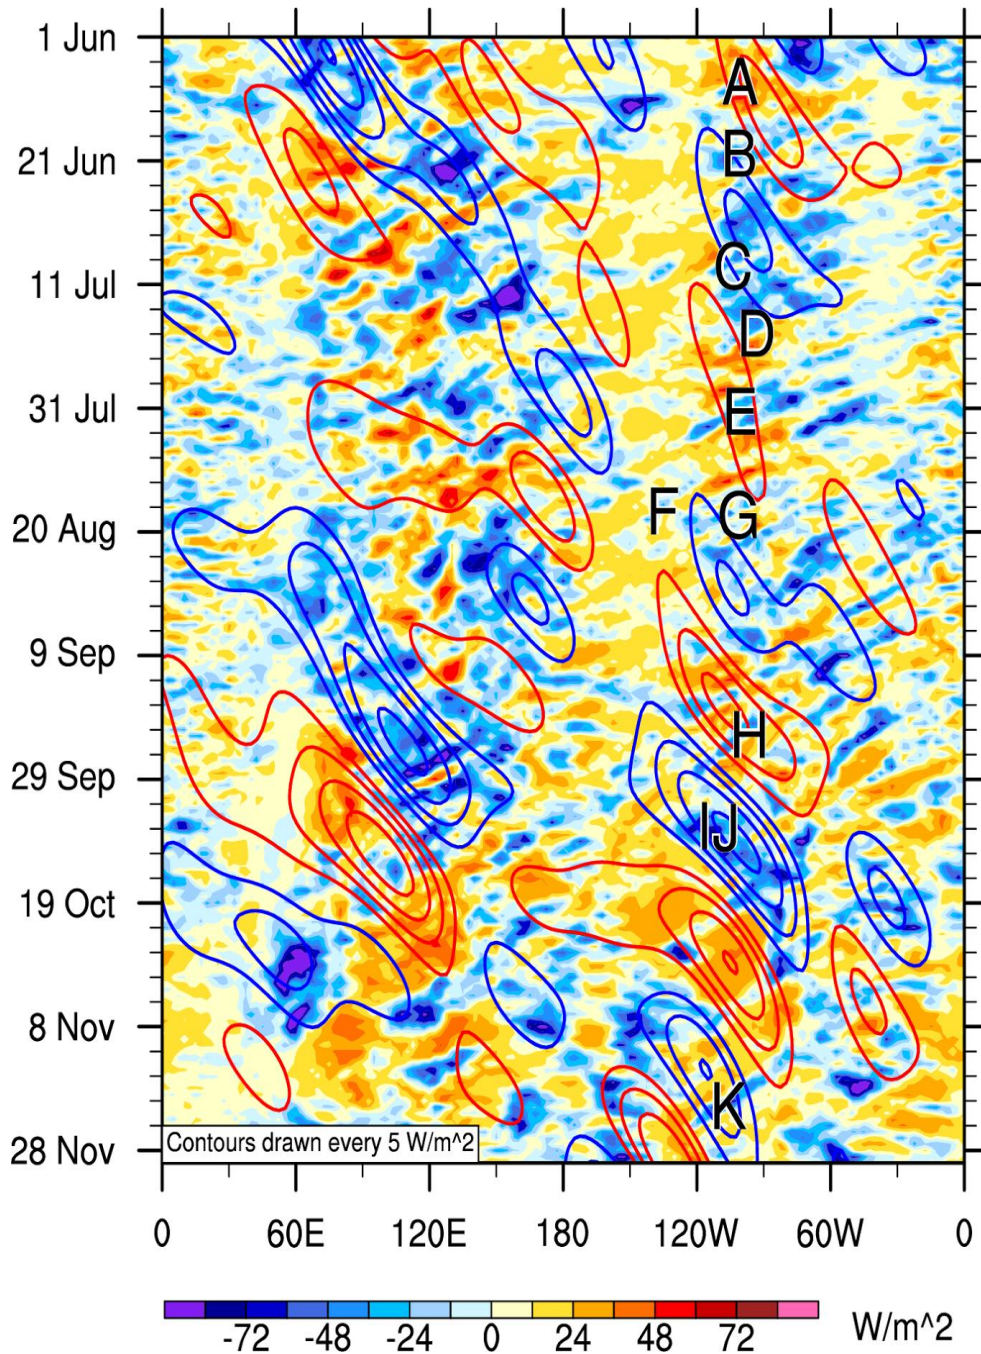 1 Jun
A
B
21 Jun
C
11 Jul
D
31 Jul
E
F G
20 Aug
9 Sep
H
29 Sep
IJ
19 Oct
8 Nov
K
28 Nov
Contours drawn every 5 W/m^2
0 60E 120E 180 120W 60W 0
-72 -48 -24 0 24 48 72 W/m^2